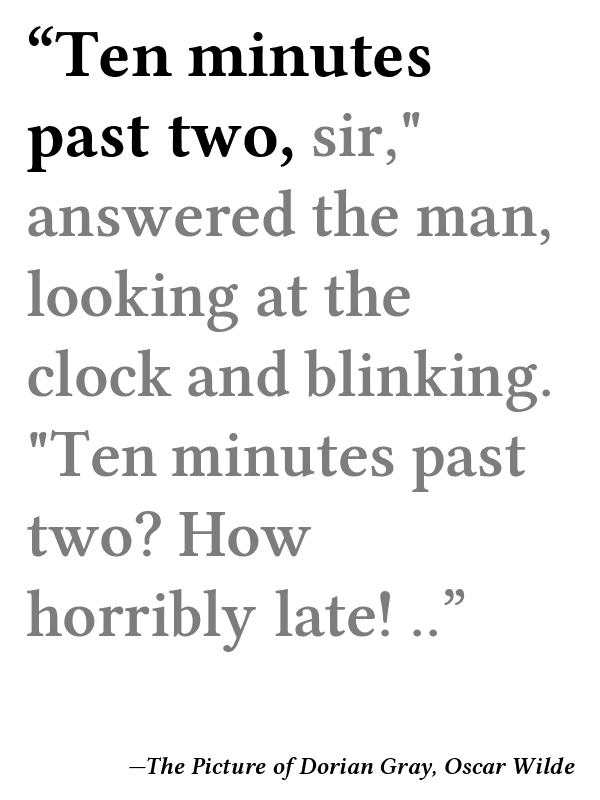 “Ten minutes
past two, sir,"
answered the man,
looking at the
clock and blinking.
"Ten minutes past
two? How
horribly late! ..”
—The Picture of Dorian Gray, Oscar Wilde